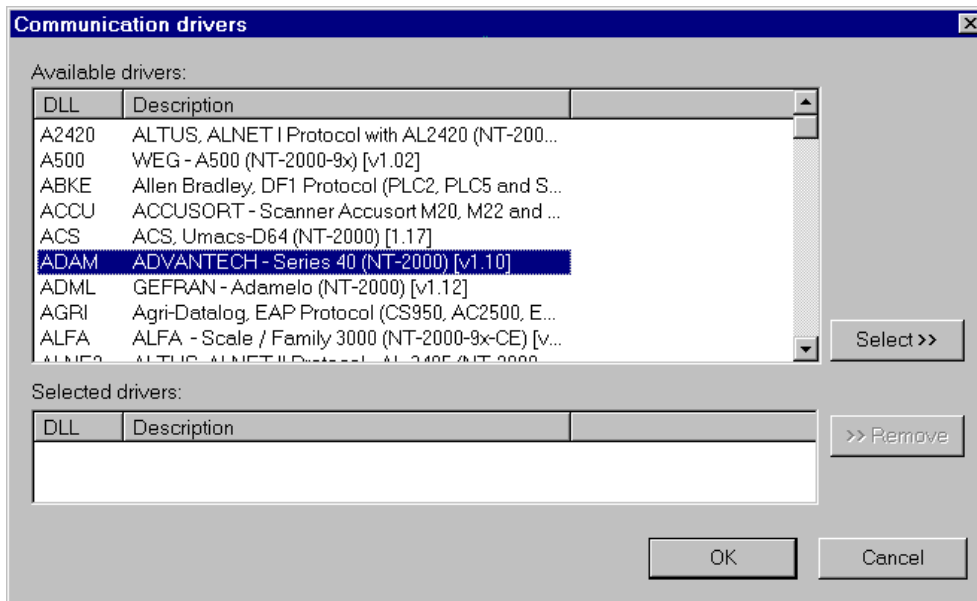 Communication drivers
Available drivers:
DLL Description
A2420 ALTUS, ALNET I Protocol with AL2420 (NT-200...
A500 WEG - A500 (NT-2000-9x) [v1.02]
ABKE Allen Bradley, DF1 Protocol (PLC2, PLC5 and S...
ACCU ACCUSORT - Scanner Accusort M20, M22 and ...
ACS ACS, Umacs-D64 (NT-2000) [1.17]
ADAM ADVANTECH - Series 40 (NT-2000) [v1.10]
ADML GEFRAN - Adamelo (NT-2000) [v1.12]
AGRI Agri-Datalog, EAP Protocol (CS950, AC2500, E...
ALFA ALFA - Scale / Family 3000 (NT-2000-9x-CE) [v...
ALTUS, ALNET II Protocol
Select >>
Selected drivers:
DLL Description
>> Remove
OK Cancel